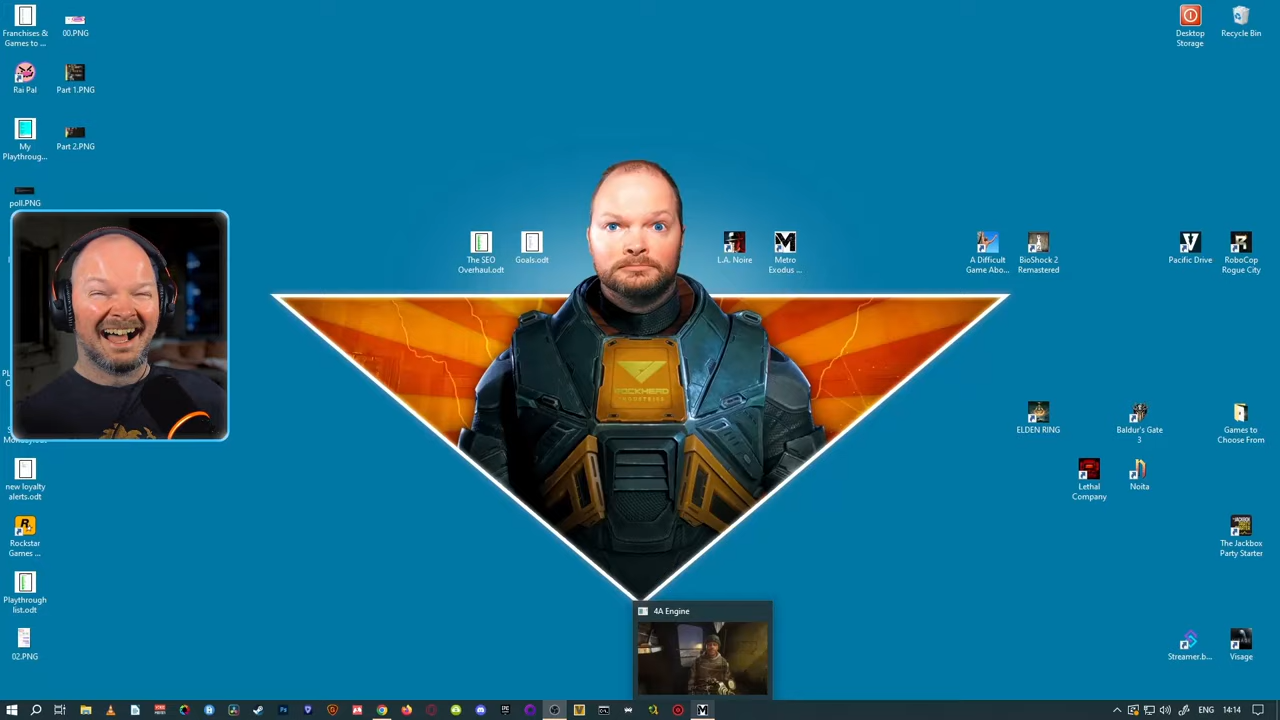 Franchises &
Games to ...
00.PNG
Desktop
Storage
Recycle Bin
Rai Pal
Part 1.PNG
My
Playthroug...
Part 2.PNG
poll.PNG
The SEO
Overhaul.odt
Goals.odt
L.A. Noire
Metro
Exodus ...
A Difficult
Game Abo...
BioShock 2
Remastered
Pacific Drive
RoboCop
Rogue City
INDUSTRIES
ELDEN RING
Baldur's Gate
3
Games to
Choose From
new loyalty
alerts.odt
Lethal
Company
Noita
Rockstar
Games ...
The Jackbox
Party Starter
Playthrough
list.odt
4A Engine
02.PNG
Streamer.b...
Visage
ENG
14:14